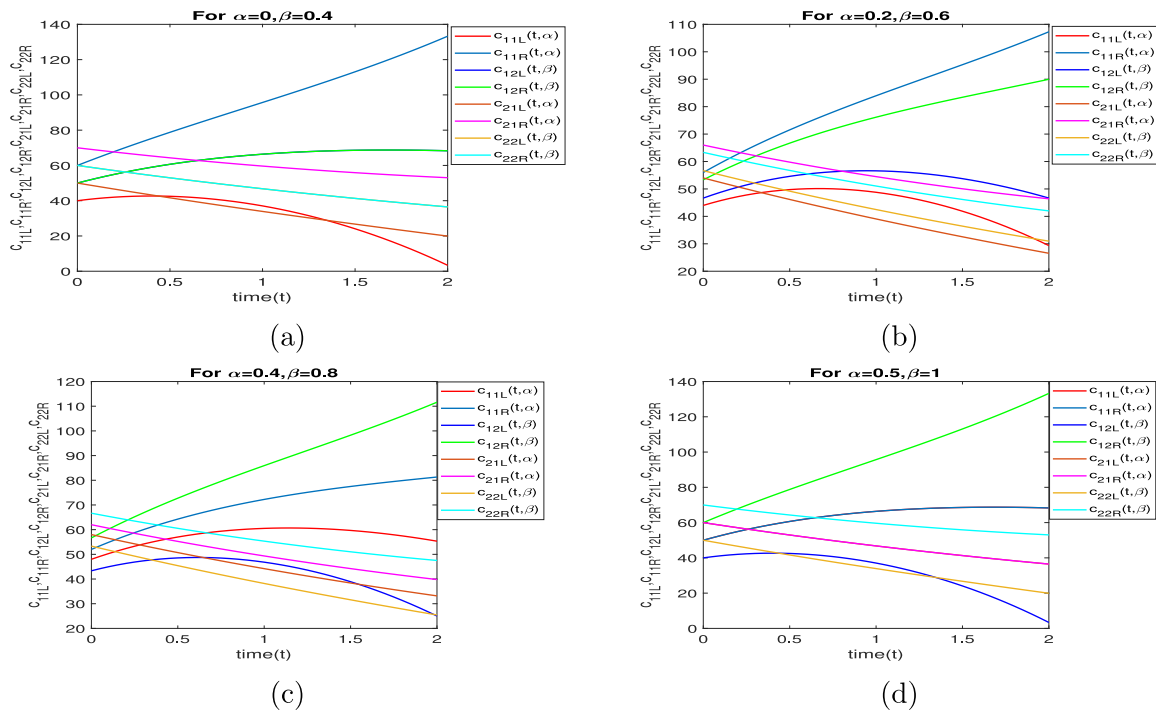 For α=0,β=0.4
140
120
100
80
60
40
20
0
0
0.5
1
1.5
2
time(t)
c11L,c11R,c12L,c12R,c21L,c21R,c22L,c22R
c11L(t,α)
c11R(t,α)
c12L(t,β)
c12R(t,β)
c21L(t,α)
c21R(t,α)
c22L(t,β)
c22R(t,β)
(a)
For α=0.2,β=0.6
110
100
90
80
70
60
50
40
30
20
0
0.5
1
1.5
2
time(t)
c11L,c11R,c12L,c12R,c21L,c21R,c22L,c22R
c11L(t,α)
c11R(t,α)
c12L(t,β)
c12R(t,β)
c21L(t,α)
c21R(t,α)
c22L(t,β)
c22R(t,β)
(b)
For α=0.4,β=0.8
120
110
100
90
80
70
60
50
40
30
20
0
0.5
1
1.5
2
time(t)
c11L,c11R,c12L,c12R,c21L,c21R,c22L,c22R
c11L(t,α)
c11R(t,α)
c12L(t,β)
c12R(t,β)
c21L(t,α)
c21R(t,α)
c22L(t,β)
c22R(t,β)
(c)
For α=0.5,β=1
140
120
100
80
60
40
20
0
0
0.5
1
1.5
2
time(t)
c11L,c11R,c12L,c12R,c21L,c21R,c22L,c22R
c11L(t,α)
c11R(t,α)
c12L(t,β)
c12R(t,β)
c21L(t,α)
c21R(t,α)
c22L(t,β)
c22R(t,β)
(d)